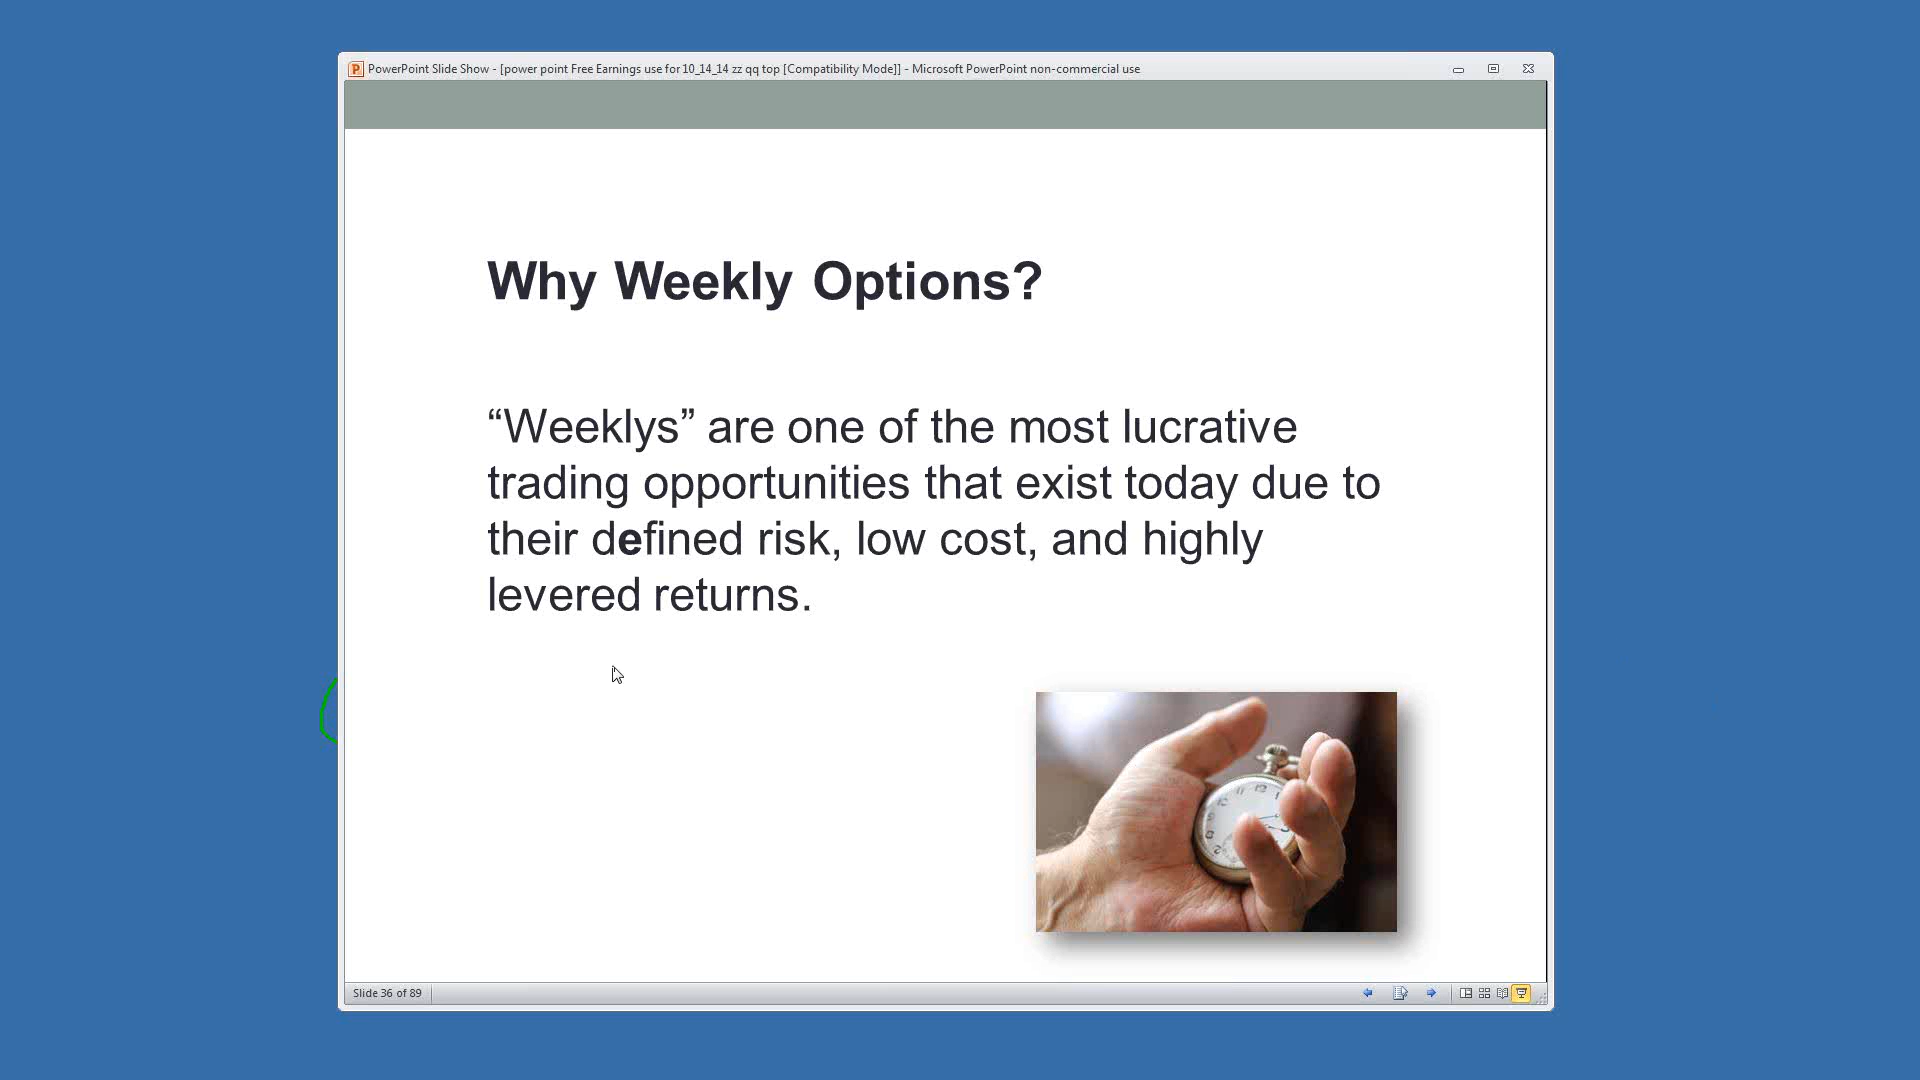 PowerPoint Slide Show - [power point Free Earnings use for 10_14_14 zz qq top [Compatibility Mode]] - Microsoft PowerPoint non-commercial use
Why Weekly Options?
“Weeklys” are one of the most lucrative
trading opportunities that exist today due to
their defined risk, low cost, and highly
levered returns.
Slide 36 of 89